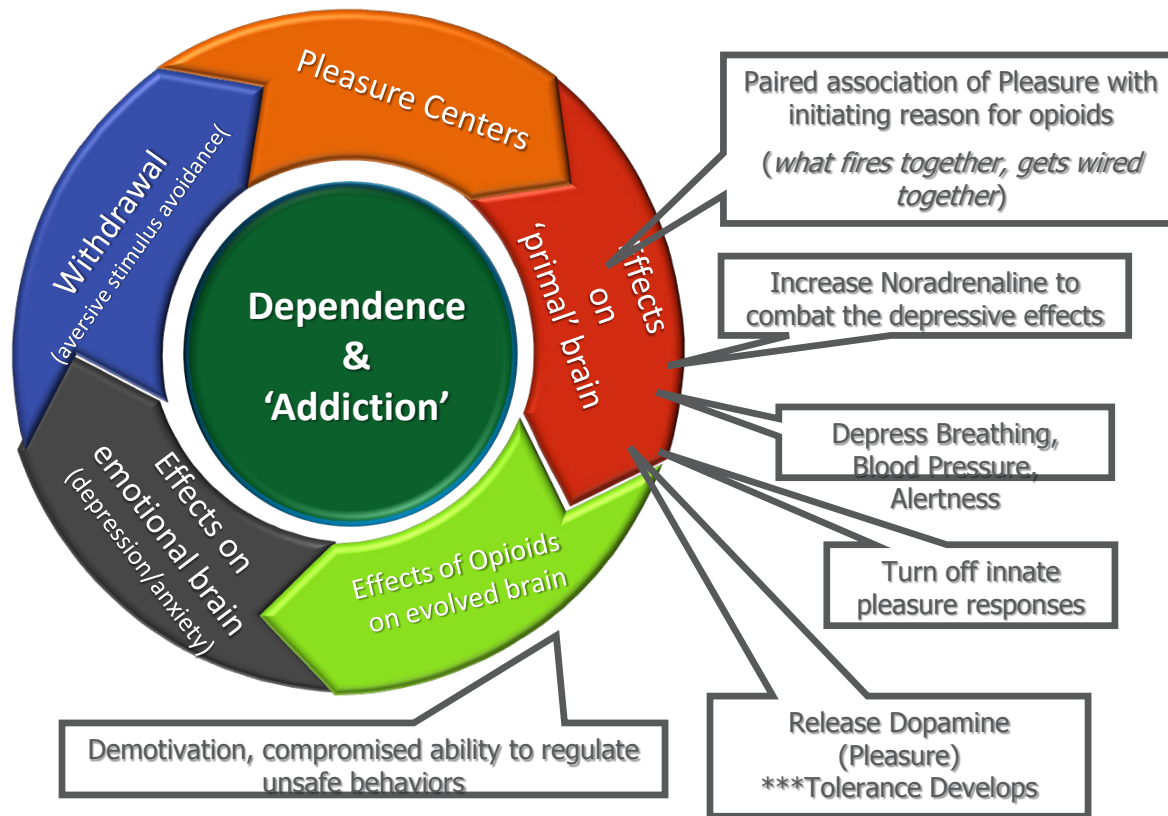 Pleasure Centers
Effects
on
‘primal’ brain
Effects of Opioids
on evolved brain
Effects on
emotional brain
(depression/anxiety)
Withdrawal
(aversive stimulus avoidance(
Dependence
&
‘Addiction’
Paired association of Pleasure with
initiating reason for opioids
(what fires together, gets wired
together)
Increase Noradrenaline to
combat the depressive effects
Depress Breathing,
Blood Pressure,
Alertness
Turn off innate
pleasure responses
Release Dopamine
(Pleasure)
***Tolerance Develops
Demotivation, compromised ability to regulate
unsafe behaviors